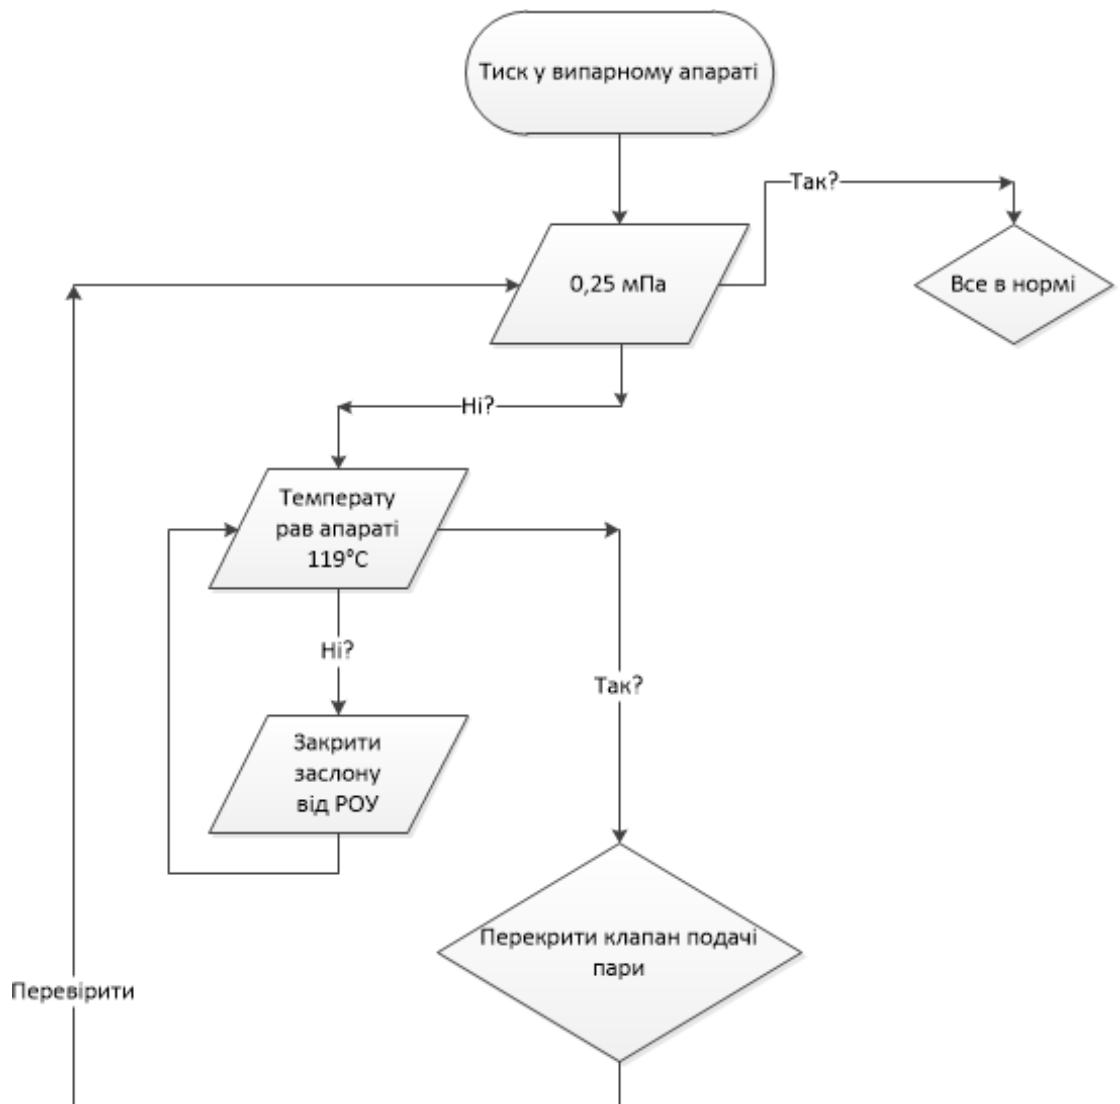 Тиск у випарному апараті
Так?
0,25 мПа
Все в нормі
Ні?
Температу
рав апараті
119°С
Ні?
Так?
Закрити
заслону
від РОУ
Перекрити клапан подачі
пари
Перевірити